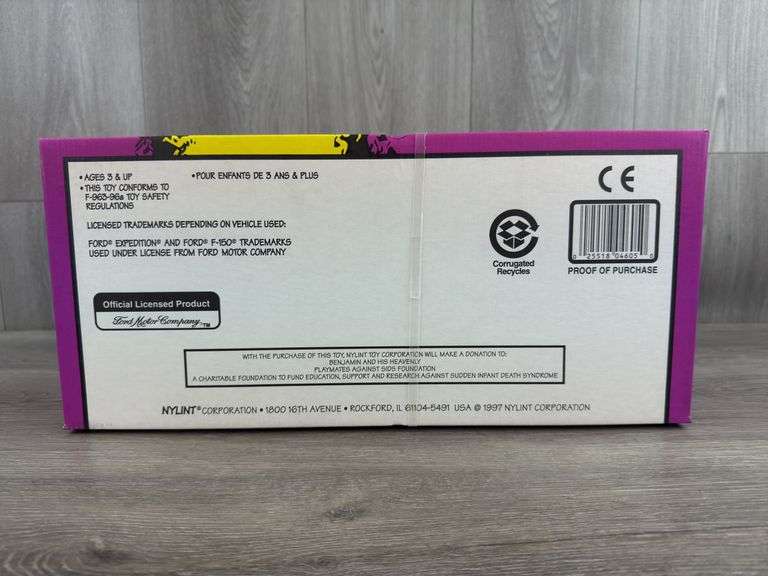 • AGES 3 & UP
• POUR ENFANTS DE 3 ANS & PLUS
• THIS TOY CONFORMS TO
F-963-96a TOY SAFETY
REGULATIONS
LICENSED TRADEMARKS DEPENDING ON VEHICLE USED:
FORD® EXPEDITION® AND FORD® F-150® TRADEMARKS
USED UNDER LICENSE FROM FORD MOTOR COMPANY
CE
Corrugated
Recycles
0 25518 04605 0
PROOF OF PURCHASE
Official Licensed Product
Ford Motor Company TM
WITH THE PURCHASE OF THIS TOY, NYLINT TOY CORPORATION WILL MAKE A DONATION TO:
BENJAMIN AND HIS HEAVENLY
PLAYMATES AGAINST SIDS FOUNDATION
A CHARITABLE FOUNDATION TO FUND EDUCATION, SUPPORT AND RESEARCH AGAINST SUDDEN INFANT DEATH SYNDROME
NYLINT® CORPORATION • 1800 16TH AVENUE • ROCKFORD, IL 61104-5491 USA © 1997 NYLINT CORPORATION